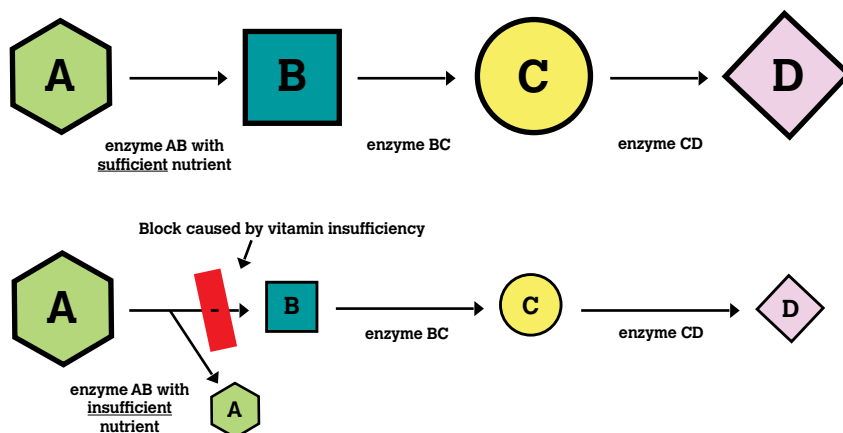 A
B
C
D
enzyme AB with
sufficient nutrient
enzyme BC
enzyme CD
Block caused by vitamin insufficiency
A
B
C
D
enzyme BC
enzyme CD
enzyme AB with
insufficient
nutrient
A